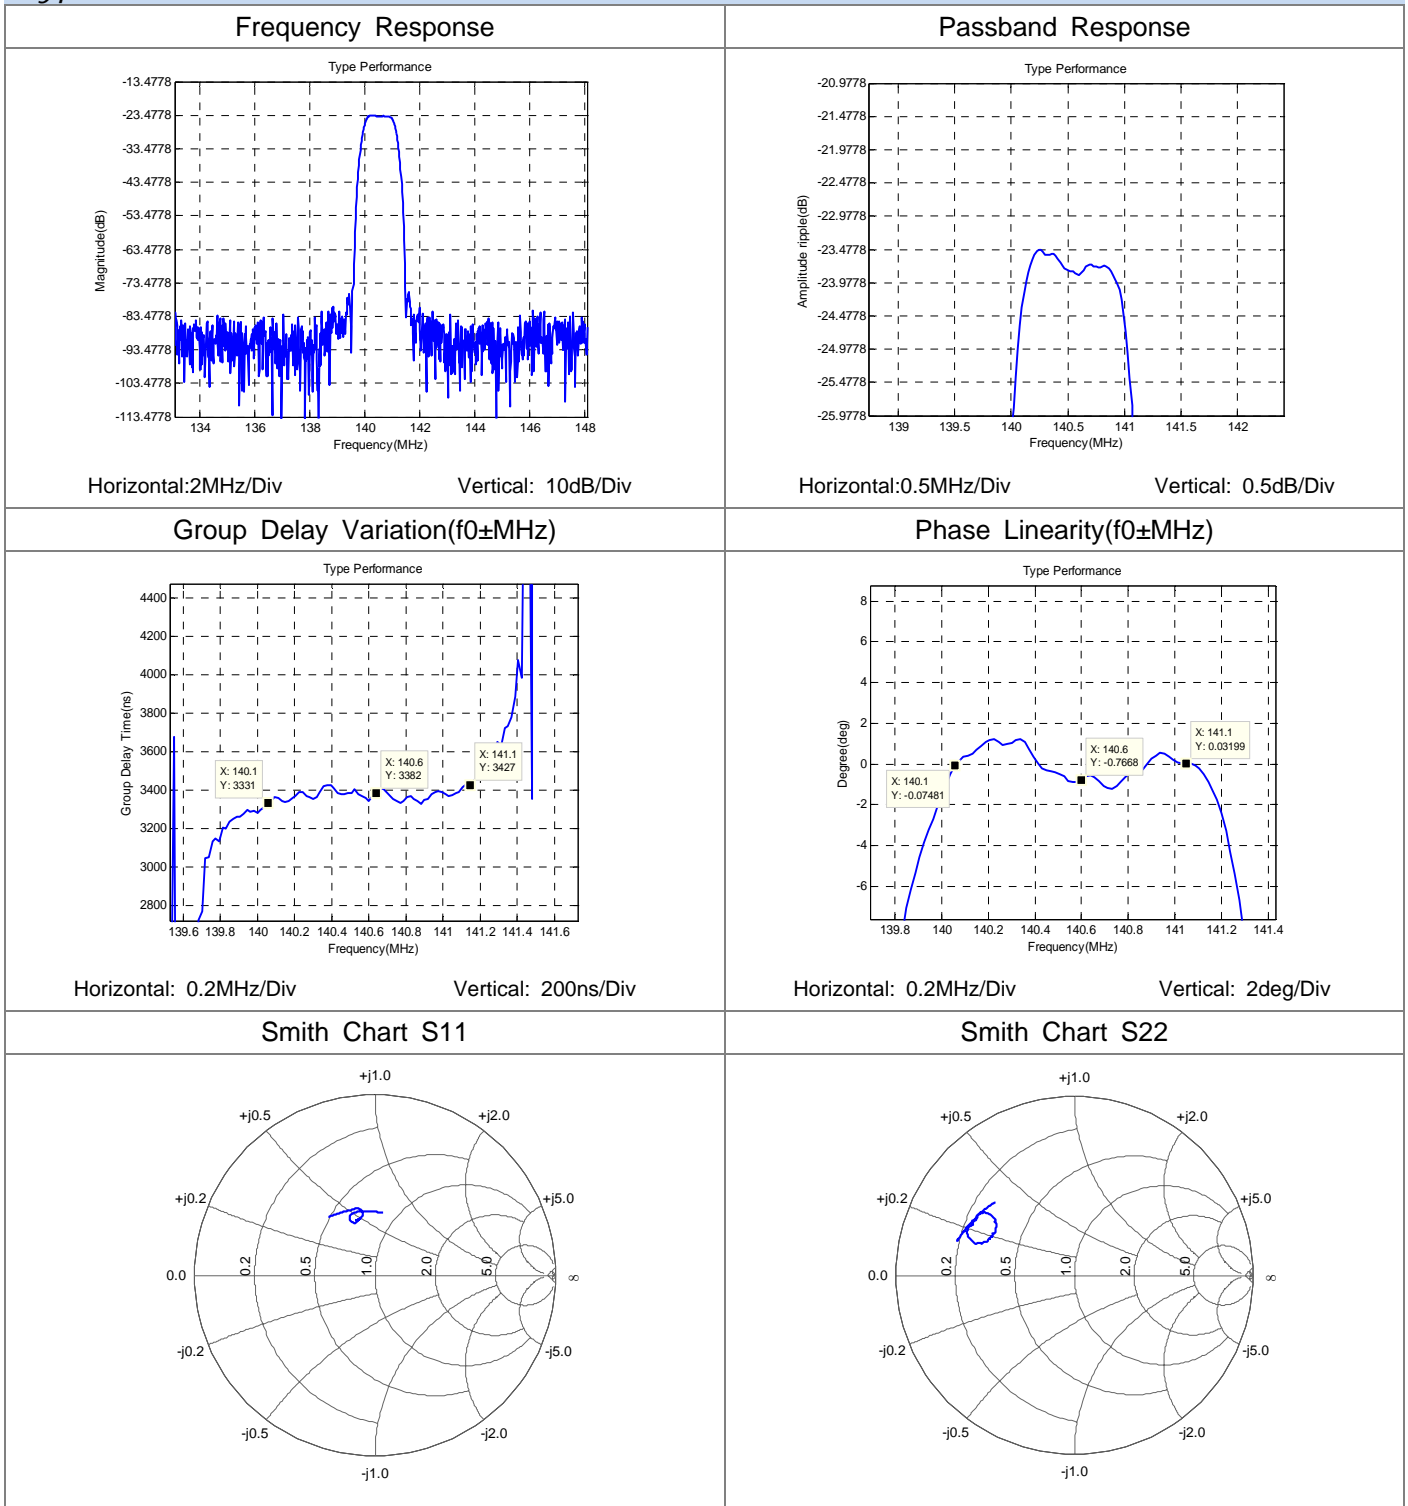 Frequency Response
Passband Response
Type Performance
-13.4778
-23.4778
-33.4778
-43.4778
-53.4778
-63.4778
-73.4778
-83.4778
-93.4778
-103.4778
-113.4778
Magnitude(dB)
134 136 138 140 142 144 146 148
Frequency(MHz)
Horizontal:2MHz/Div Vertical: 10dB/Div
Type Performance
-20.9778
-21.4778
-21.9778
-22.4778
-22.9778
-23.4778
-23.9778
-24.4778
-24.9778
-25.4778
-25.9778
Amplitude ripple(dB)
139 139.5 140 140.5 141 141.5 142
Frequency(MHz)
Horizontal:0.5MHz/Div Vertical: 0.5dB/Div
Group Delay Variation(f0±MHz)
Phase Linearity(f0±MHz)
Type Performance
4400
4200
4000
3800
3600
3400
3200
3000
2800
Group Delay Time(ns)
X: 140.1
Y: 3331
X: 140.6
Y: 3382
X: 141.1
Y: 3427
139.6 139.8 140 140.2 140.4 140.6 140.8 141 141.2 141.4 141.6
Frequency(MHz)
Horizontal: 0.2MHz/Div Vertical: 200ns/Div
Type Performance
8
6
4
2
0
-2
-4
-6
Degree(deg)
X: 140.1
Y: -0.07481
X: 140.6
Y: -0.7668
X: 141.1
Y: 0.03199
139.8 140 140.2 140.4 140.6 140.8 141 141.2 141.4
Frequency(MHz)
Horizontal: 0.2MHz/Div Vertical: 2deg/Div
Smith Chart S11
Smith Chart S22
+j1.0
+j0.5
+j2.0
+j0.2
+j5.0
0.0
0.2
0.5
1.0
2.0
5.0
∞
-j0.2
-j5.0
-j0.5
-j2.0
-j1.0
+j1.0
+j0.5
+j2.0
+j0.2
+j5.0
0.0
0.2
0.5
1.0
2.0
5.0
∞
-j0.2
-j5.0
-j0.5
-j2.0
-j1.0